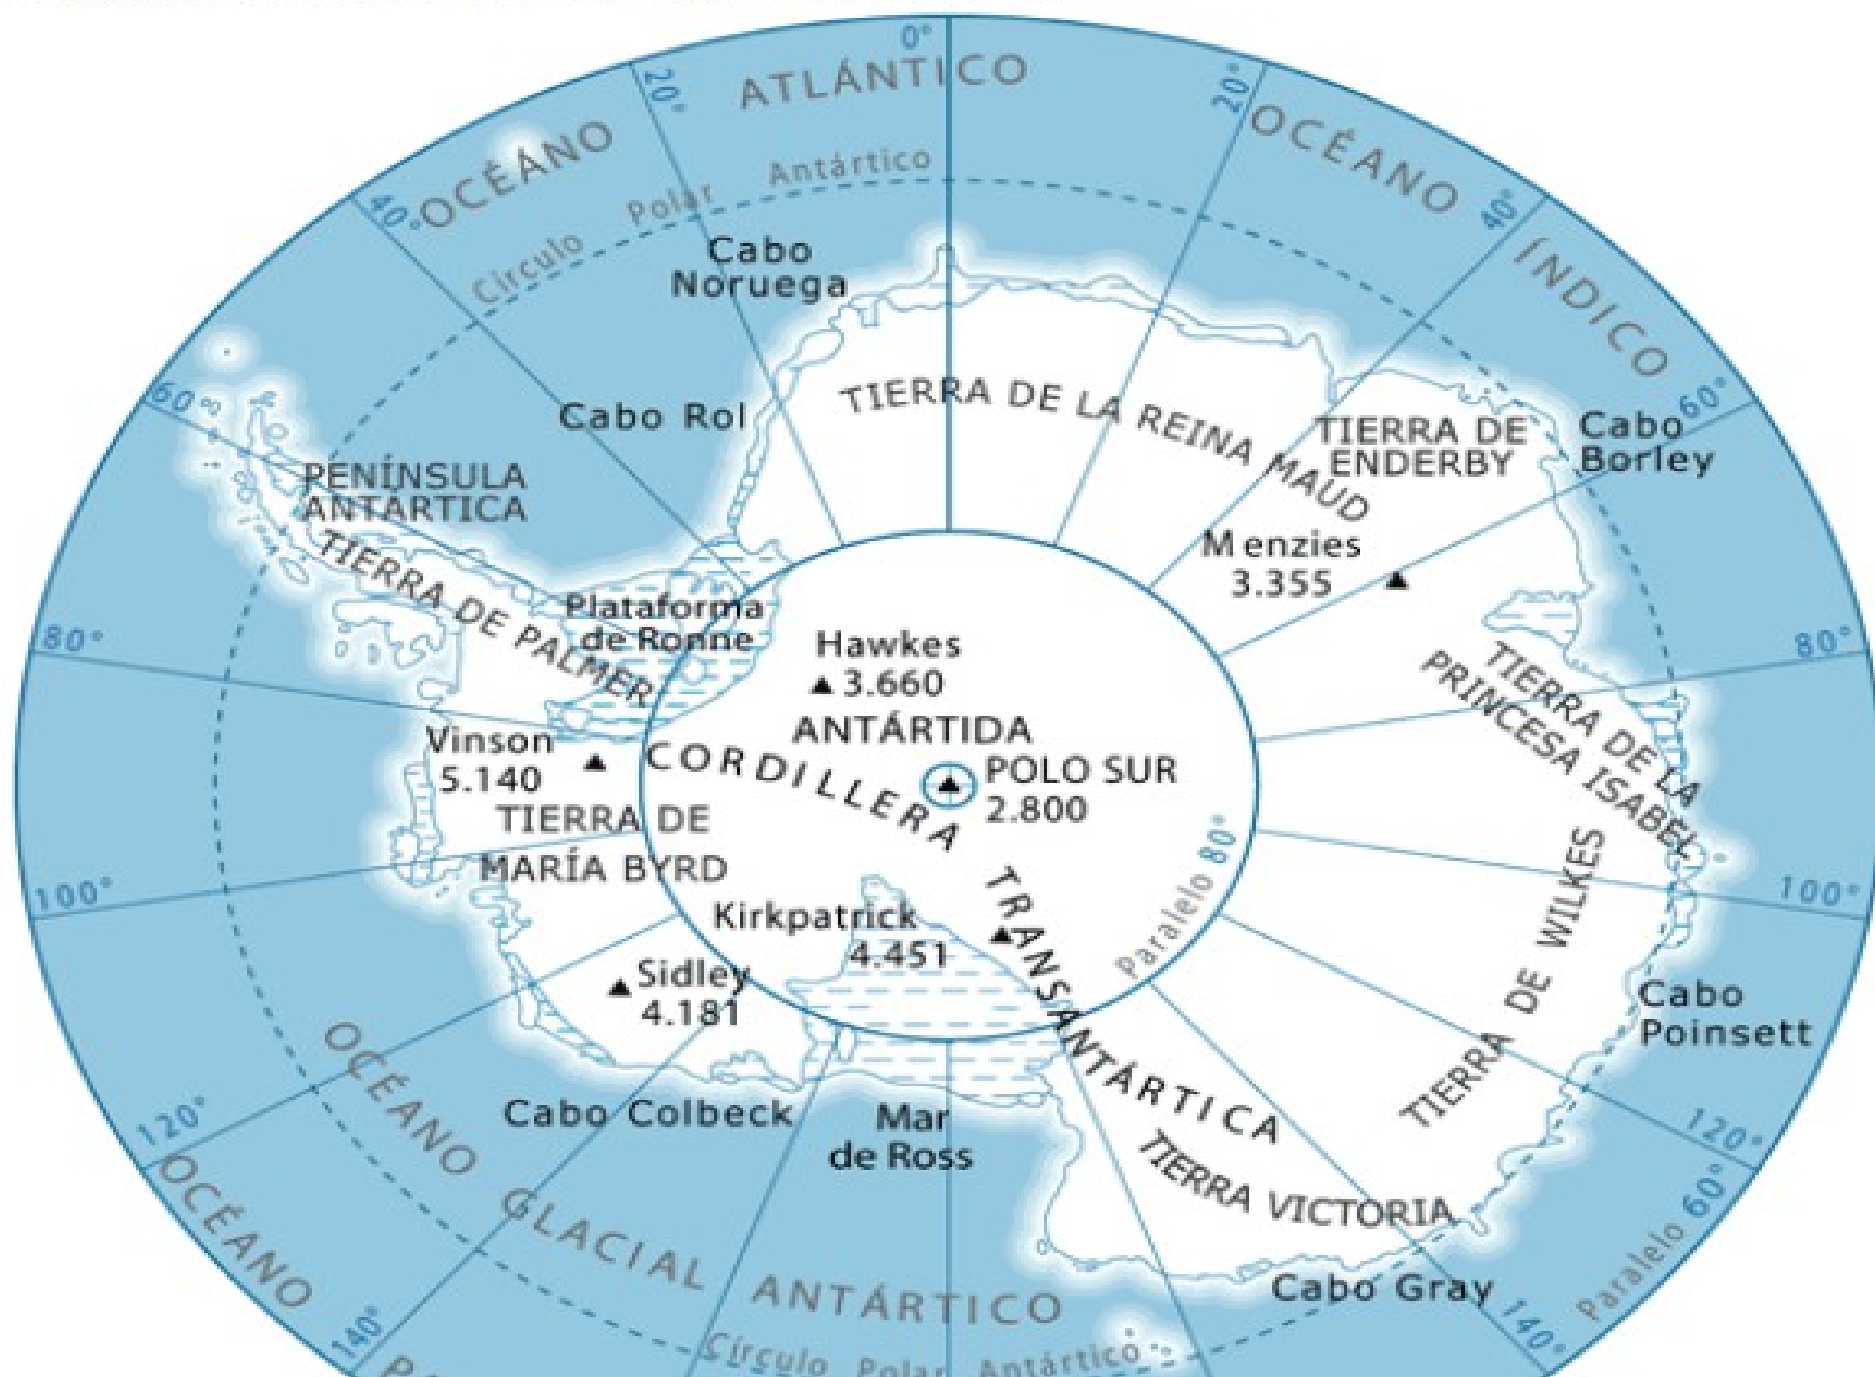 0°
20°
ATLÁNTICO
20°
OCÉANO
OCÉANO
40°
40°
Círculo Polar Antártico
ÍNDICO
Cabo
Noruega
60°
60°
Cabo Rol
TIERRA DE LA REINA MAUD
TIERRA DE
ENDERBY
Cabo
Borley
PENÍNSULA
ANTÁRTICA
TIERRA DE PALMER
Menzies
3.355
Plataforma
de Ronne
80°
80°
Hawkes
3.660
TIERRA DE LA
PRINCESA ISABEL
ANTÁRTIDA
Vinson
5.140
CORDILLERA TRANSANTÁRTICA
POLO SUR
2.800
TIERRA DE
MARÍA BYRD
Paralelo 80°
TIERRA DE WILKES
100°
100°
Kirkpatrick
4.451
Sidley
4.181
Cabo
Poinsett
Cabo Colbeck
Mar
de Ross
120°
120°
TIERRA VICTORIA
OCÉANO GLACIAL ANTÁRTICO
OCÉANO
Paralelo 60°
Cabo Gray
140°
140°
Círculo Polar Antártico